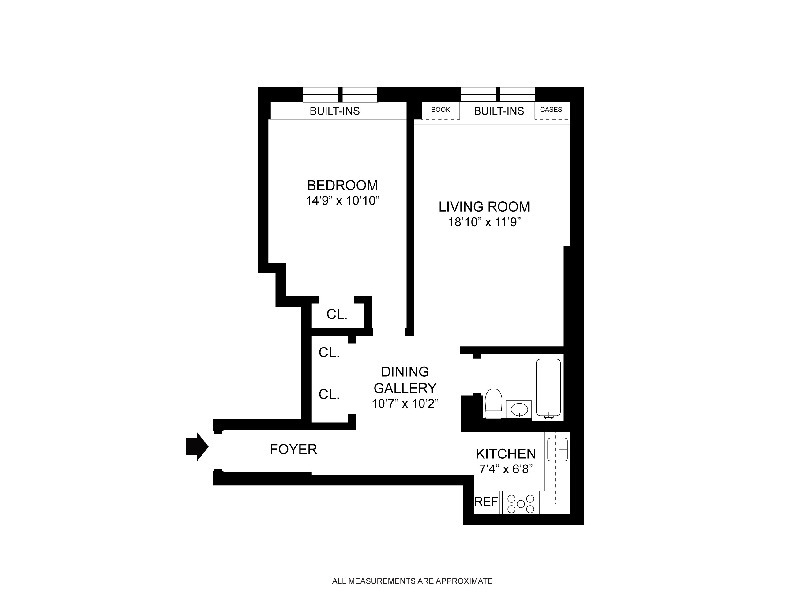 BUILT-INS
BOOK
BUILT-INS
CASES
BEDROOM
14'9" x 10'10"
LIVING ROOM
18'10" x 11'9"
CL.
CL.
CL.
DINING
GALLERY
10'7" x 10'2"
FOYER
KITCHEN
7'4" x 6'8"
REF
ALL MEASUREMENTS ARE APPROXIMATE